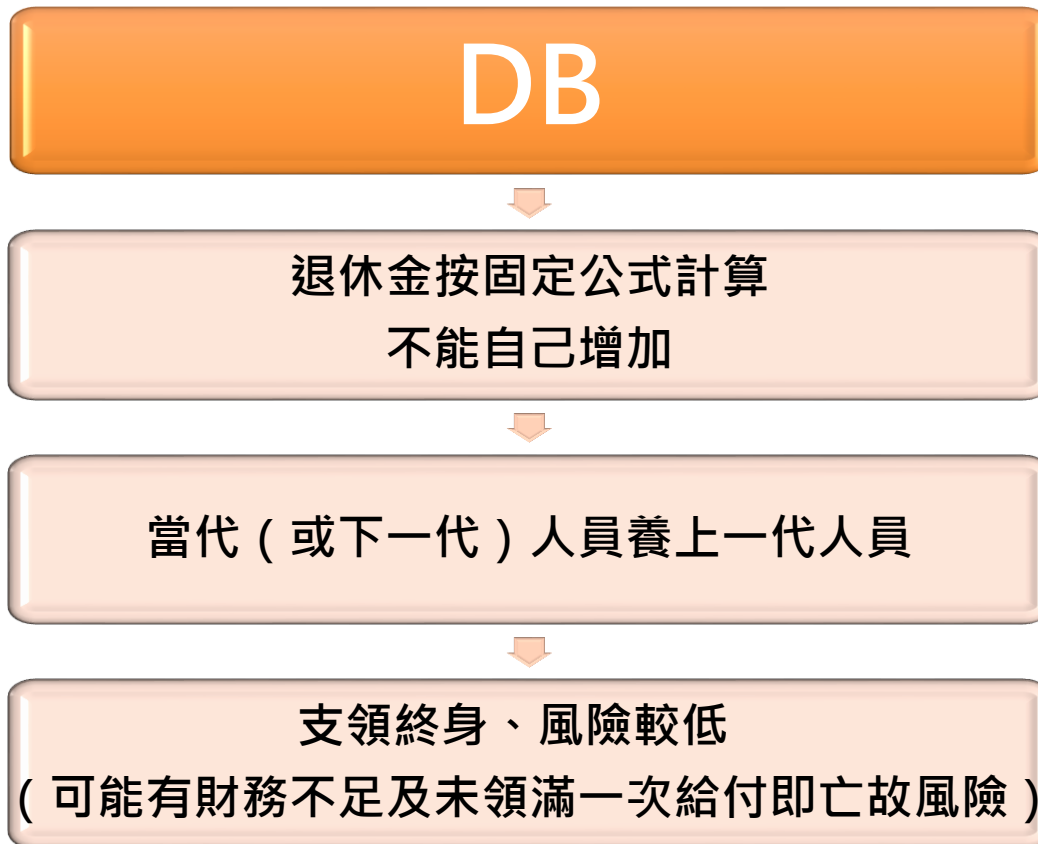 DB
退休金按固定公式計算
不能自己增加
當代(或下一代)人員養上一代人員
支領終身、風險較低
(可能有財務不足及未領滿一次給付即亡故風險)